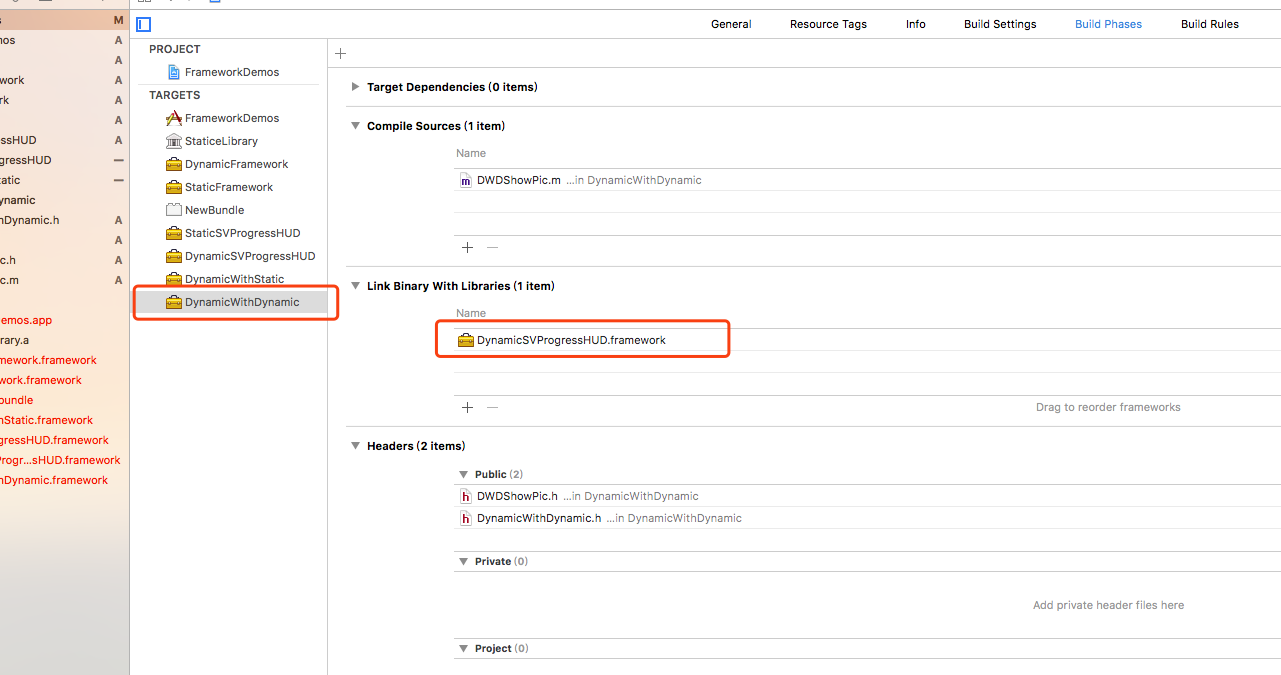 M
General Resource Tags Info Build Settings Build Phases Build Rules
mos A
A
work A
rk A
A
ssHUD A
gressHUD
atic
ynamic
nDynamic.h A
A
c.h A
c.m A
emos.app
rary.a
mework.framework
work.framework
bundle
nStatic.framework
gressHUD.framework
Progr...sHUD.framework
nDynamic.framework
PROJECT
FrameworkDemos
TARGETS
FrameworkDemos
StaticeLibrary
DynamicFramework
StaticFramework
NewBundle
StaticSVProgressHUD
DynamicSVProgressHUD
DynamicWithStatic
DynamicWithDynamic
Target Dependencies (0 items)
Compile Sources (1 item)
Name
m DWDShowPic.m ...in DynamicWithDynamic
Link Binary With Libraries (1 item)
Name
DynamicSVProgressHUD.framework
Drag to reorder frameworks
Headers (2 items)
Public (2)
h DWDShowPic.h ...in DynamicWithDynamic
h DynamicWithDynamic.h ...in DynamicWithDynamic
Private (0)
Add private header files here
Project (0)